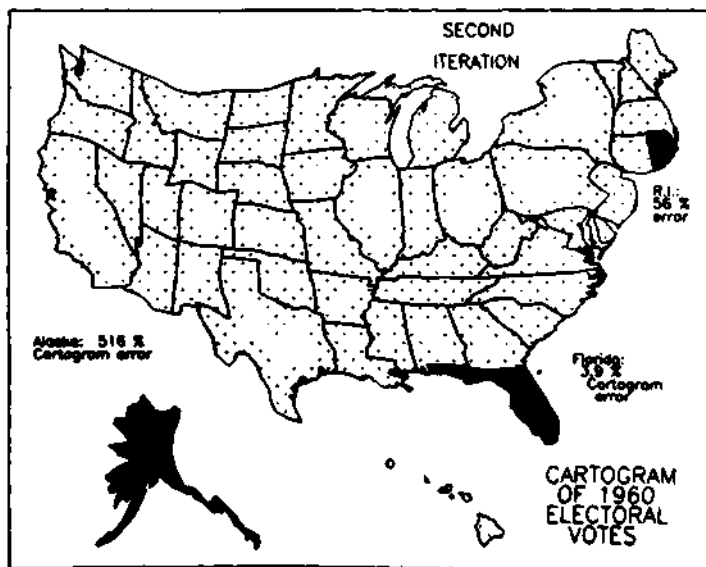 SECOND
ITERATION
R.I.:
56 %
error
Alaska: 516 %
Cartogram error
Florida:
3.9 %
Cartogram
error
CARTOGRAM
OF 1960
ELECTORAL
VOTES